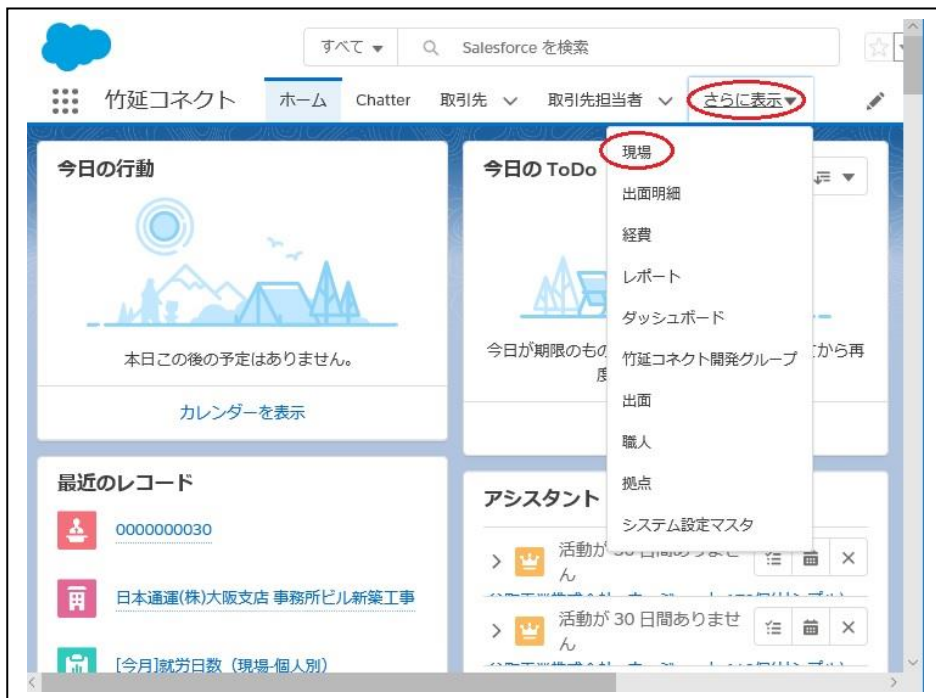 すべて
Salesforce を検索
竹延コネクト
ホーム
Chatter
取引先
取引先担当者
さらに表示
現場
出面明細
経費
レポート
ダッシュボード
竹延コネクト開発グループ
出面
職人
拠点
システム設定マスタ
今日の行動
本日この後の予定はありません。
カレンダーを表示
今日の ToDo
今日が期限のもの
から再
度
最近のレコード
0000000030
日本通運(株)大阪支店 事務所ビル新築工事
[今月]就労日数（現場-個人別）
アシスタント
活動が 30 日間ありませ
ん
活動が 30 日間ありませ
ん